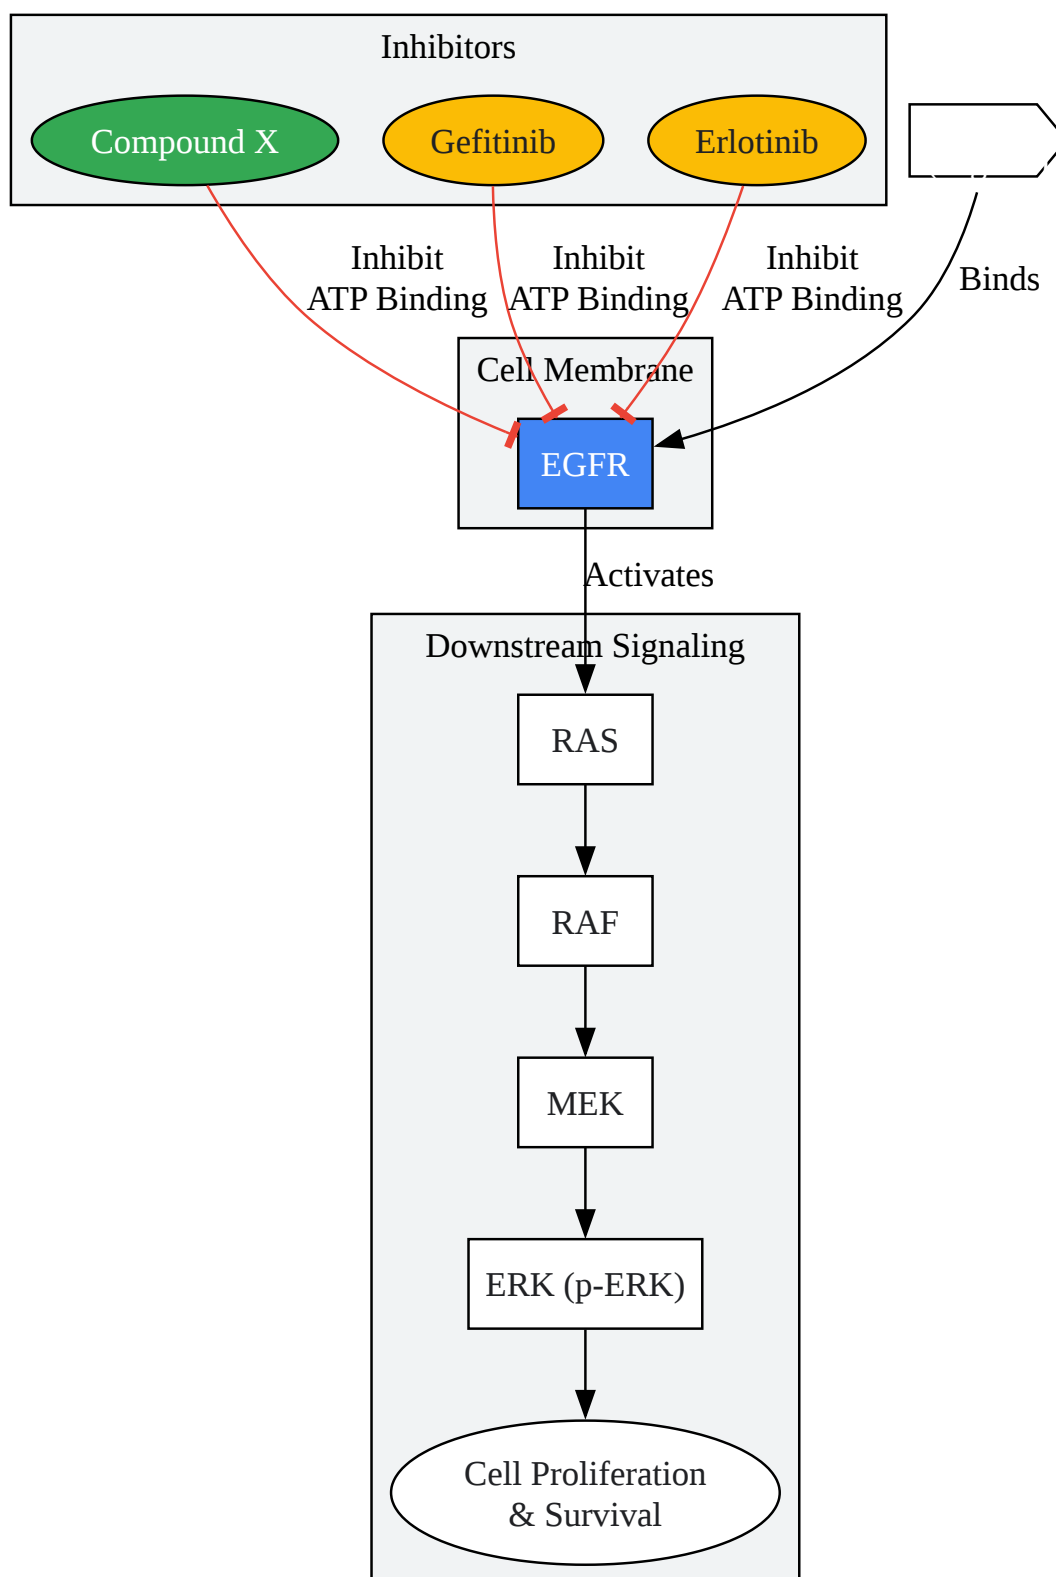 Inhibitors
Compound X
Gefitinib
Erlotinib
Inhibit
ATP Binding
Inhibit
ATP Binding
Inhibit
ATP Binding
Binds
Cell Membrane
EGFR
Activates
Downstream Signaling
RAS
RAF
MEK
ERK (p-ERK)
Cell Proliferation
& Survival